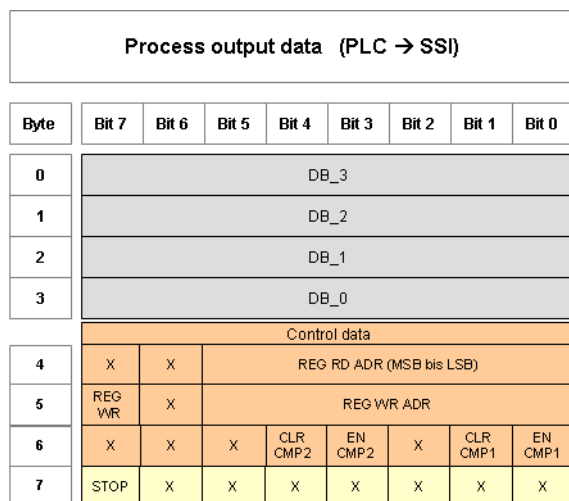 Process output data (PLC → SSI)
Byte Bit 7 Bit 6 Bit 5 Bit 4 Bit 3 Bit 2 Bit 1 Bit 0
0 DB_3
1 DB_2
2 DB_1
3 DB_0
Control data
4 X X REG RD ADR (MSB bis LSB)
5 REG WR X REG WR ADR
6 X X X CLR CMP2 EN CMP2 X CLR CMP1 EN CMP1
7 STOP X X X X X X X